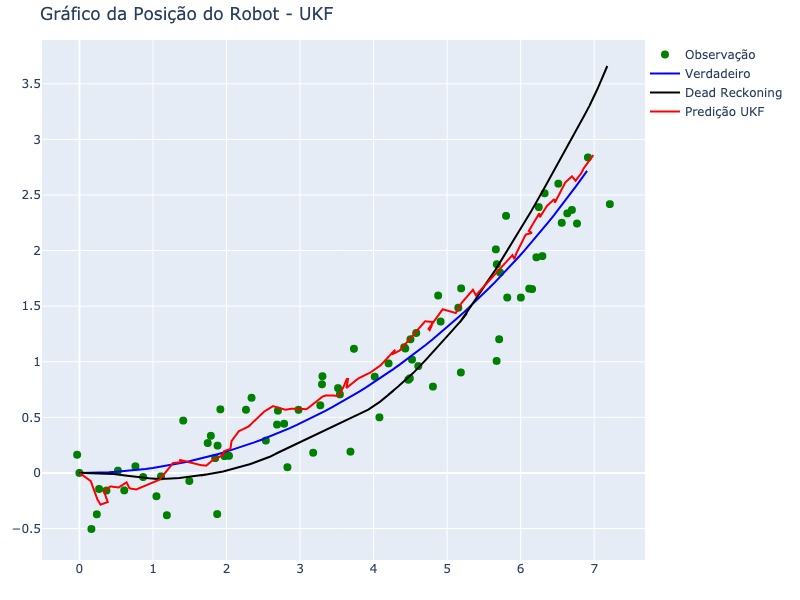 Gráfico da Posição do Robot - UKF
Observação
Verdadeiro
Dead Reckoning
Predição UKF
3.5
3
2.5
2
1.5
1
0.5
0
−0.5
0 1 2 3 4 5 6 7